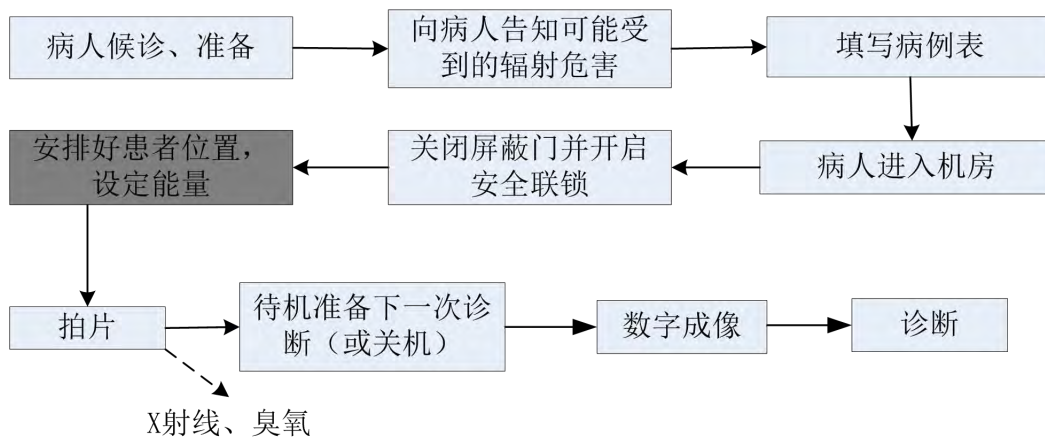 病人候诊、准备
向病人告知可能受
到的辐射危害
填写病例表
病人进入机房
关闭屏蔽门并开启
安全联锁
安排好患者位置，
设定能量
拍片
待机准备下一次诊
断（或关机）
数字成像
诊断
X射线、臭氧